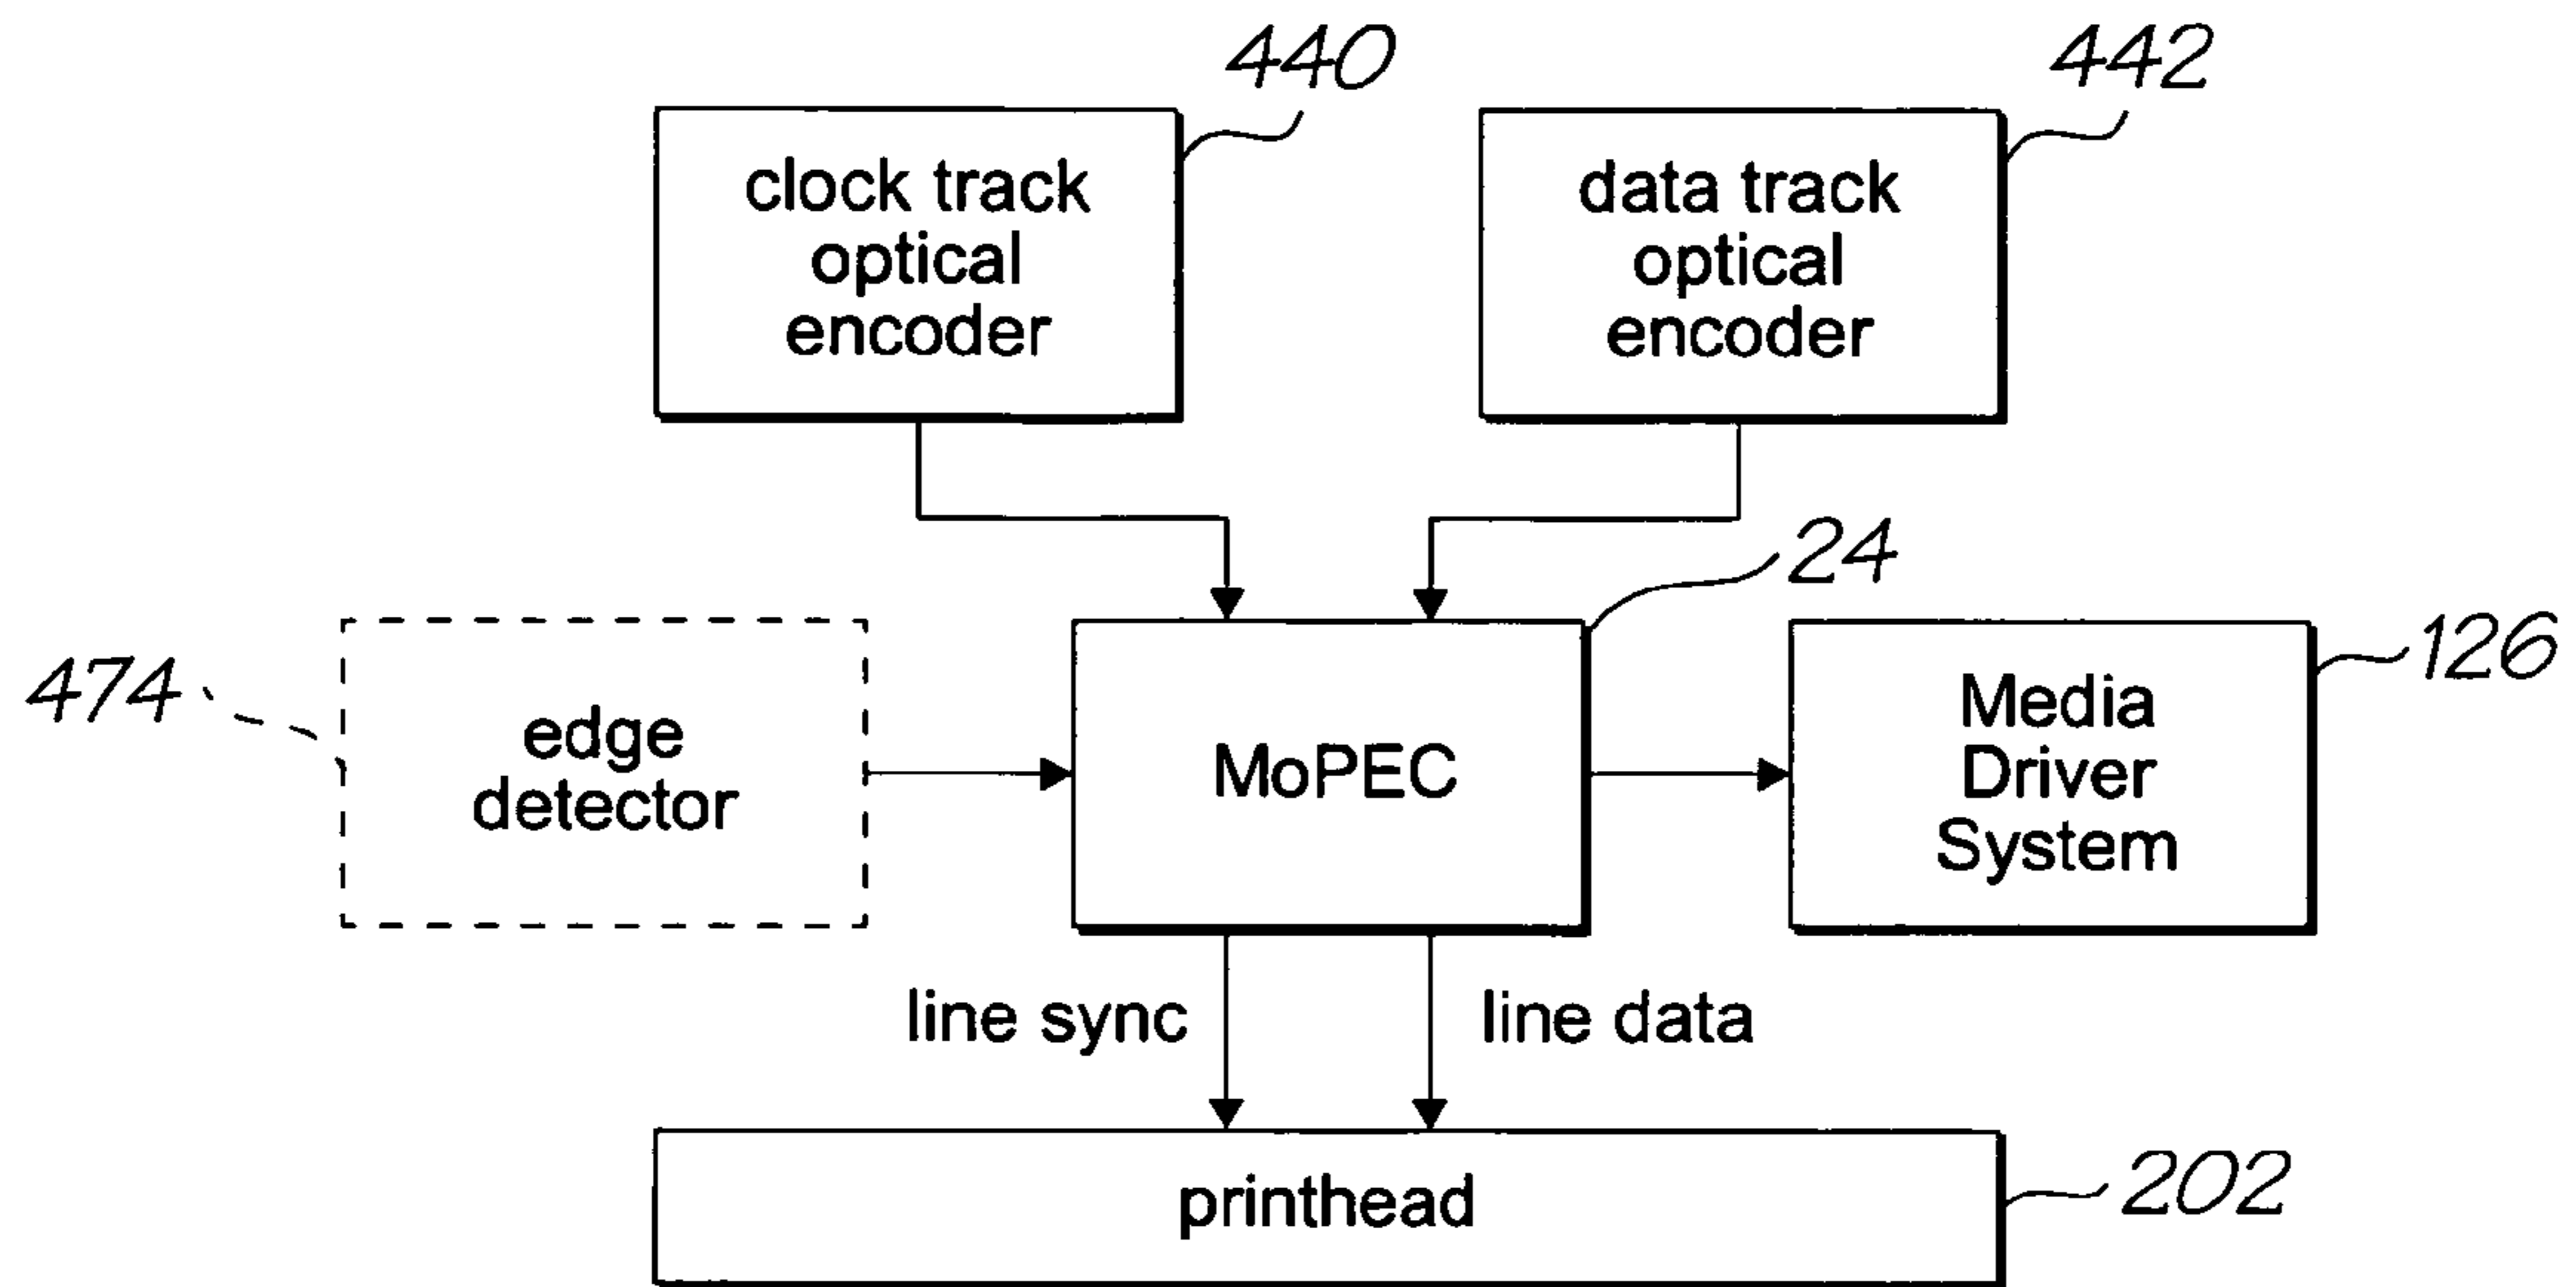 440
442
clock track
optical
encoder
data track
optical
encoder
24
126
474
edge
detector
MoPEC
Media
Driver
System
line sync
line data
printhead
202